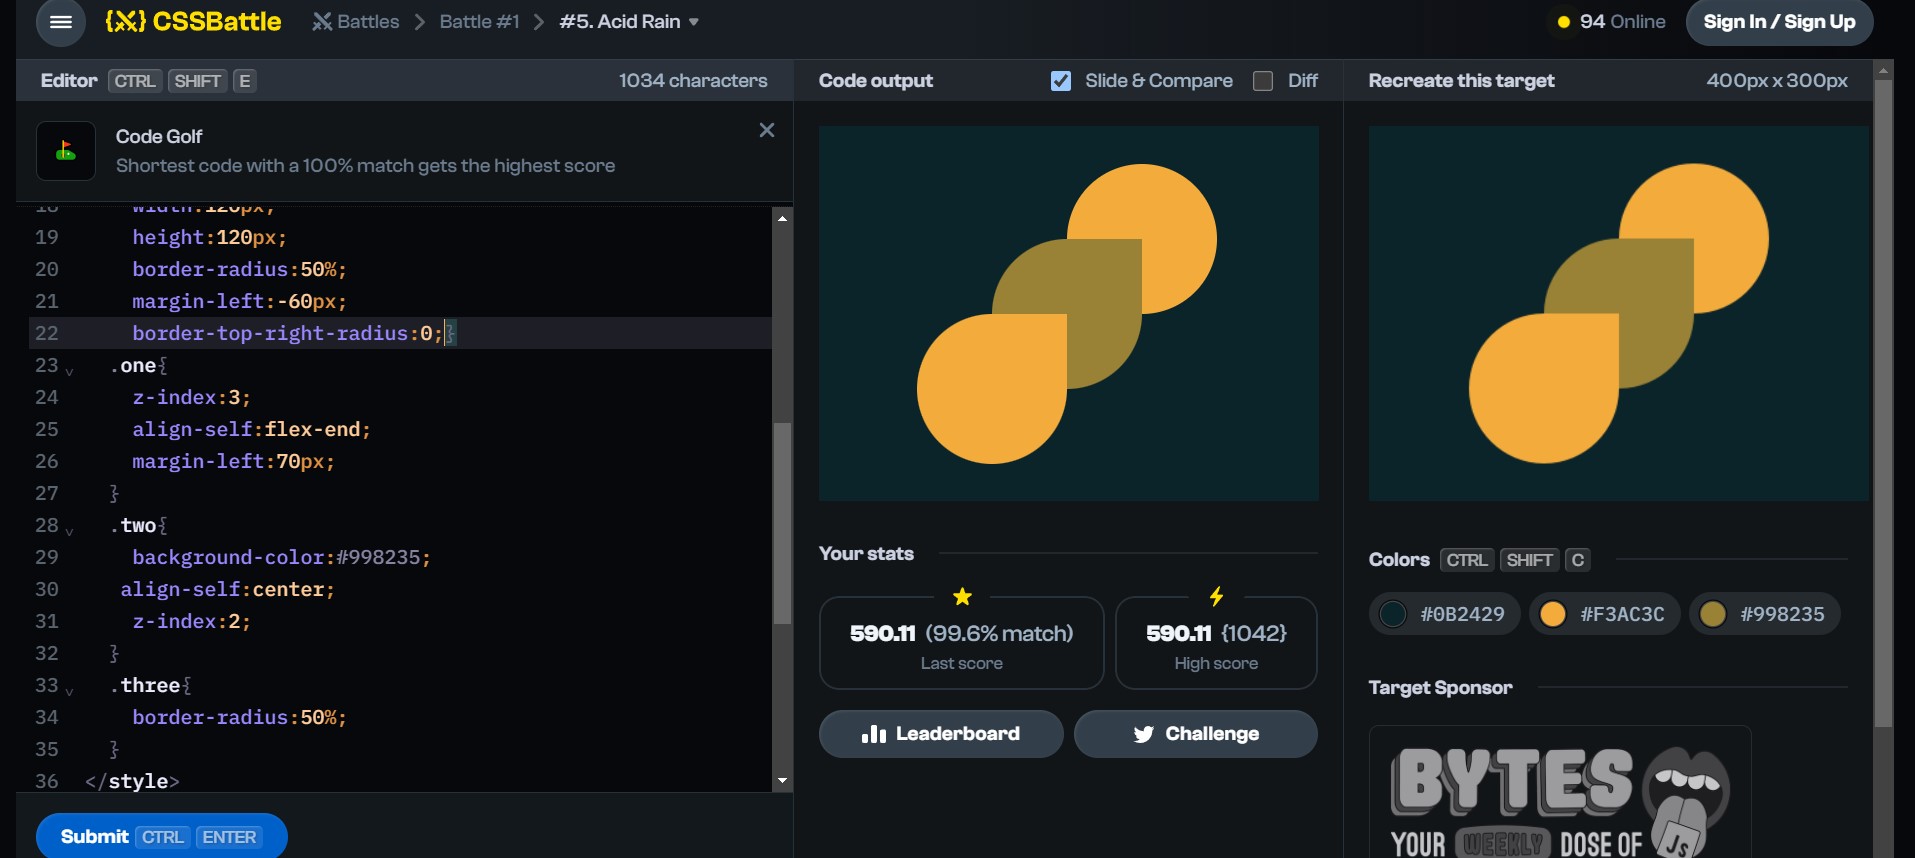 {X} CSSBattle
Battles
Battle #1
#5. Acid Rain
94 Online
Sign In / Sign Up
Editor CTRL SHIFT E
1034 characters
Code Golf
Shortest code with a 100% match gets the highest score
18 width:120px;
19 height:120px;
20 border-radius:50%;
21 margin-left:-60px;
22 border-top-right-radius:0;}
23 .one{
24 z-index:3;
25 align-self:flex-end;
26 margin-left:70px;
27 }
28 .two{
29 background-color:#998235;
30 align-self:center;
31 z-index:2;
32 }
33 .three{
34 border-radius:50%;
35 }
36 </style>
Submit CTRL ENTER
Code output
Slide & Compare
Diff
Your stats
590.11 (99.6% match)
Last score
590.11 {1042}
High score
Leaderboard
Challenge
Recreate this target
400px x 300px
Colors CTRL SHIFT C
#0B2429
#F3AC3C
#998235
Target Sponsor
BYTES
YOUR WEEKLY DOSE OF
JS